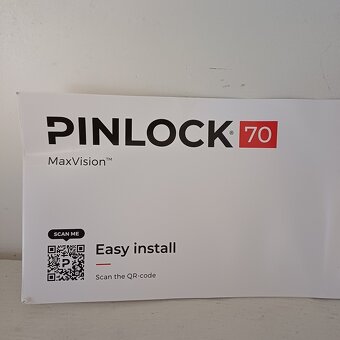 PINLOCK® 70
MaxVision™
SCAN ME
Easy install
Scan the QR-code
P